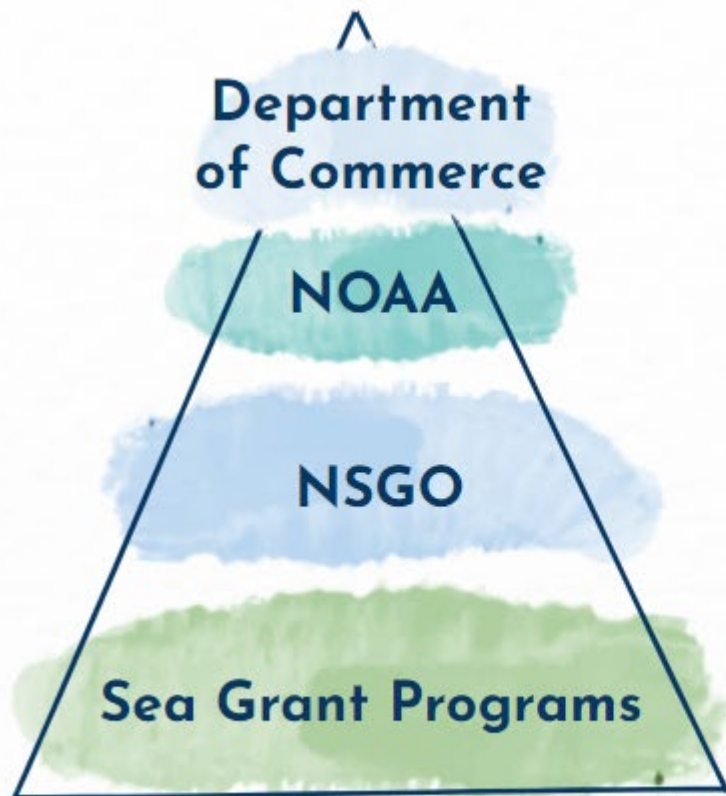 Department
of Commerce
NOAA
NSGO
Sea Grant Programs